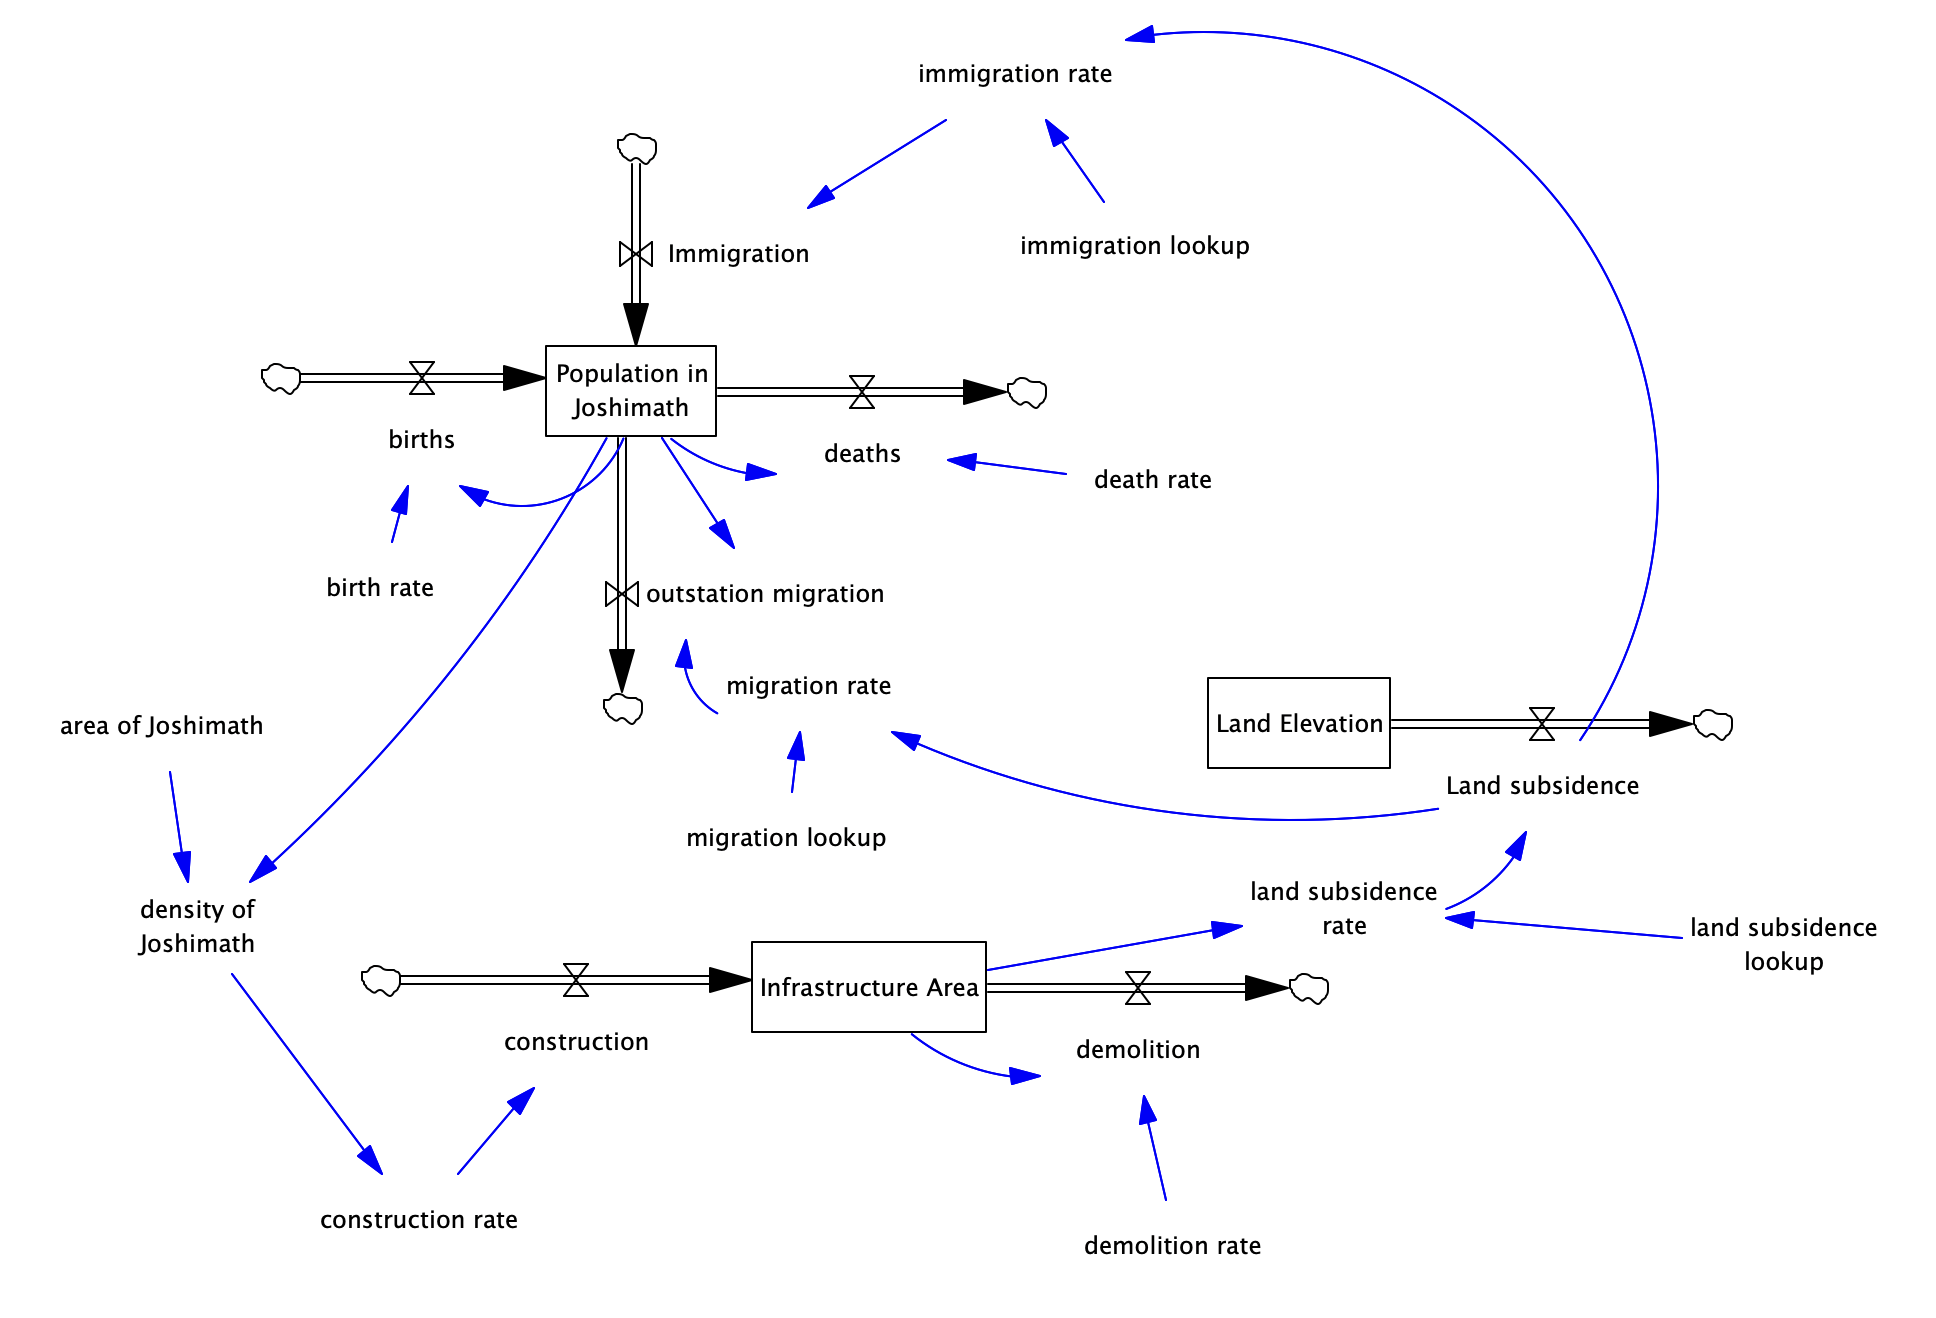 immigration rate
immigration lookup
Immigration
Population in
Joshimath
births
deaths
death rate
birth rate
outstation migration
migration rate
area of Joshimath
Land Elevation
Land subsidence
migration lookup
density of
Joshimath
land subsidence
rate
land subsidence
lookup
Infrastructure Area
construction
demolition
construction rate
demolition rate